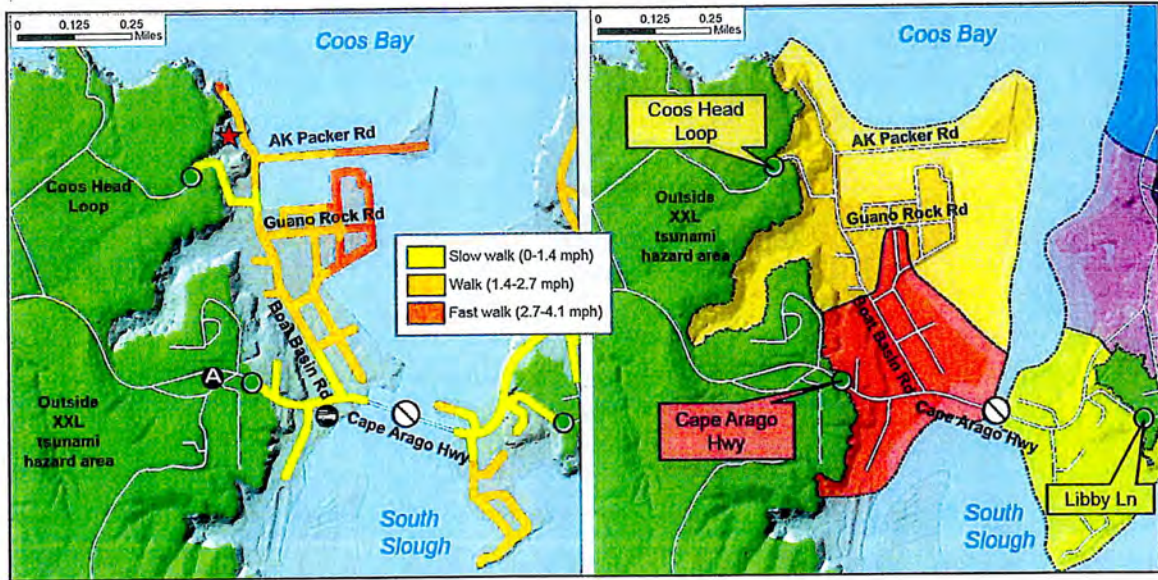 0 0.125 0.25
Miles
Coos Bay
AK Packer Rd
Coos Head
Loop
Guano Rock Rd
Slow walk (0-1.4 mph)
Walk (1.4-2.7 mph)
Fast walk (2.7-4.1 mph)
Boat Basin Rd
A
Outside
XXL
tsunami
hazard area
Cape Arago Hwy
South
Slough
0 0.125 0.25
Miles
Coos Bay
Coos Head
Loop
AK Packer Rd
Outside
XXL
tsunami
hazard area
Guano Rock Rd
Boat Basin Rd
Cape Arago
Hwy
Cape Arago Hwy
Libby Ln
South
Slough